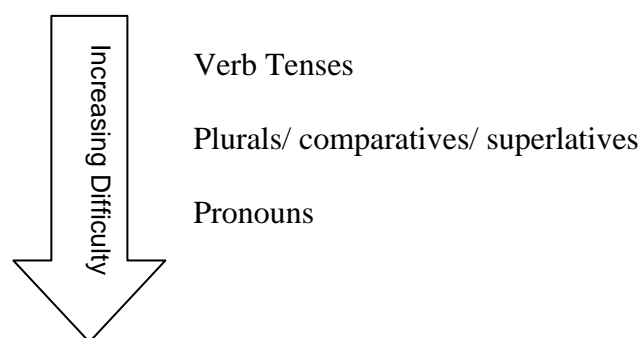 Increasing Difficulty
Verb Tenses
Plurals/ comparatives/ superlatives
Pronouns